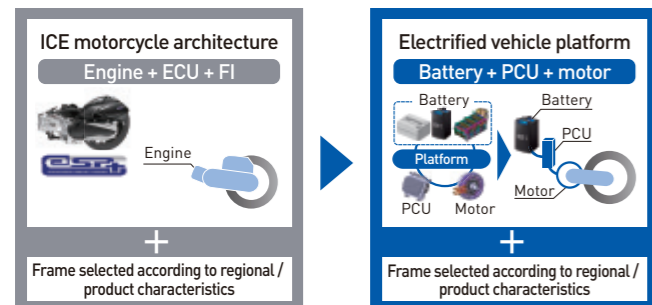 ICE motorcycle architecture
Engine + ECU + FI
Engine
+
Frame selected according to regional /
product characteristics
Electrified vehicle platform
Battery + PCU + motor
Battery
Platform
PCU Motor
Battery
PCU
Motor
+
Frame selected according to regional /
product characteristics